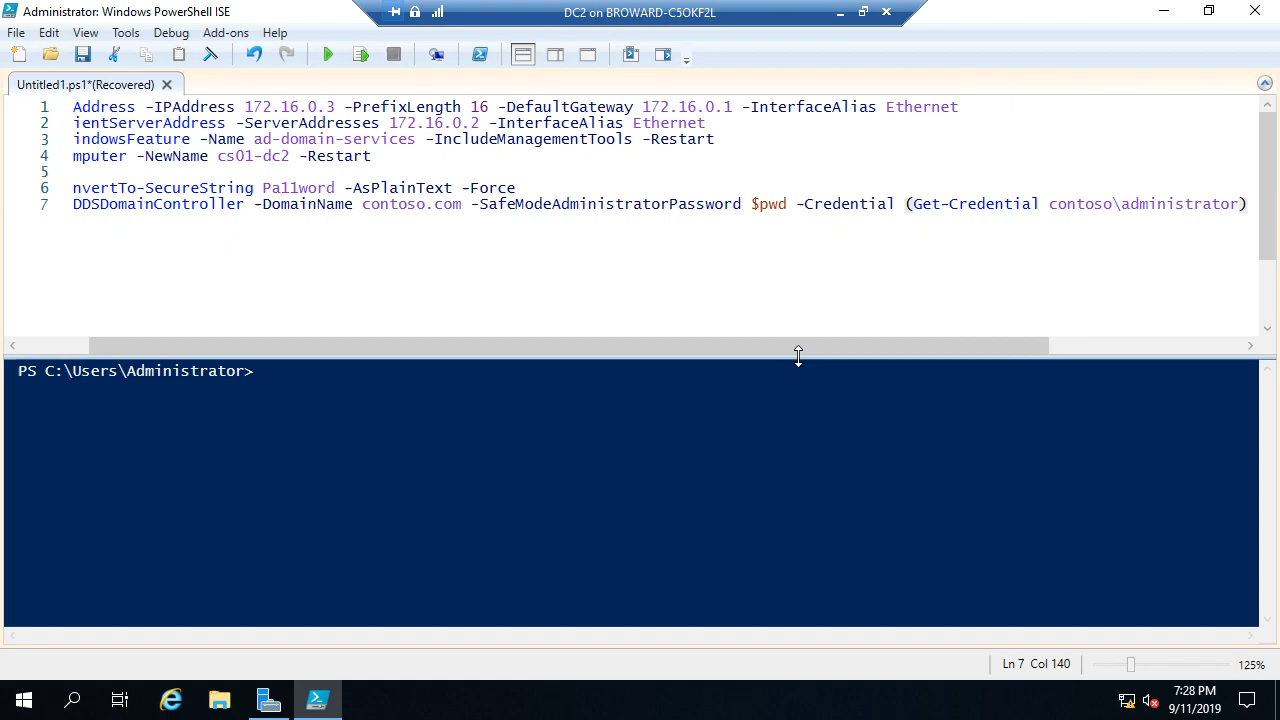 Administrator: Windows PowerShell ISE
DC2 on BROWARD-C5OKF2L
File Edit View Tools Debug Add-ons Help
Untitled1.ps1*(Recovered)
1 Address -IPAddress 172.16.0.3 -PrefixLength 16 -DefaultGateway 172.16.0.1 -InterfaceAlias Ethernet
2 ientServerAddress -ServerAddresses 172.16.0.2 -InterfaceAlias Ethernet
3 indowsFeature -Name ad-domain-services -IncludeManagementTools -Restart
4 mputer -NewName cs01-dc2 -Restart
5
6 nvertTo-SecureString Pa11word -AsPlainText -Force
7 DDSDomainController -DomainName contoso.com -SafeModeAdministratorPassword $pwd -Credential (Get-Credential contoso\administrator)
PS C:\Users\Administrator>
Ln 7 Col 140
125%
7:28 PM
9/11/2019